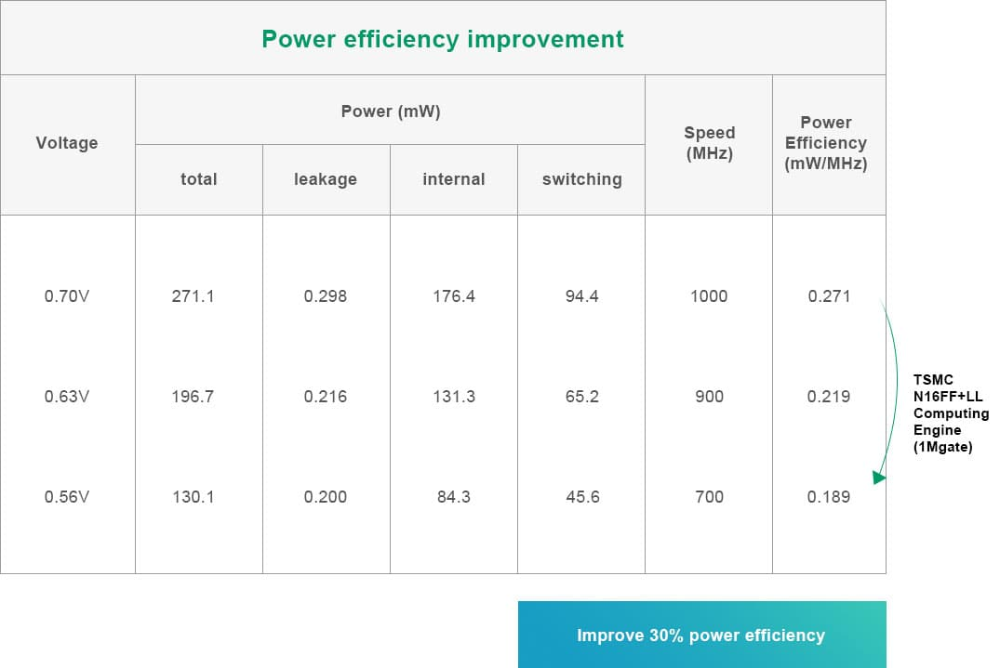 Power efficiency improvement
Voltage
Power (mW)
Speed
(MHz)
Power
Efficiency
(mW/MHz)
total
leakage
internal
switching
0.70V 271.1 0.298 176.4 94.4 1000 0.271
0.63V 196.7 0.216 131.3 65.2 900 0.219
0.56V 130.1 0.200 84.3 45.6 700 0.189
TSMC
N16FF+LL
Computing
Engine
(1Mgate)
Improve 30% power efficiency